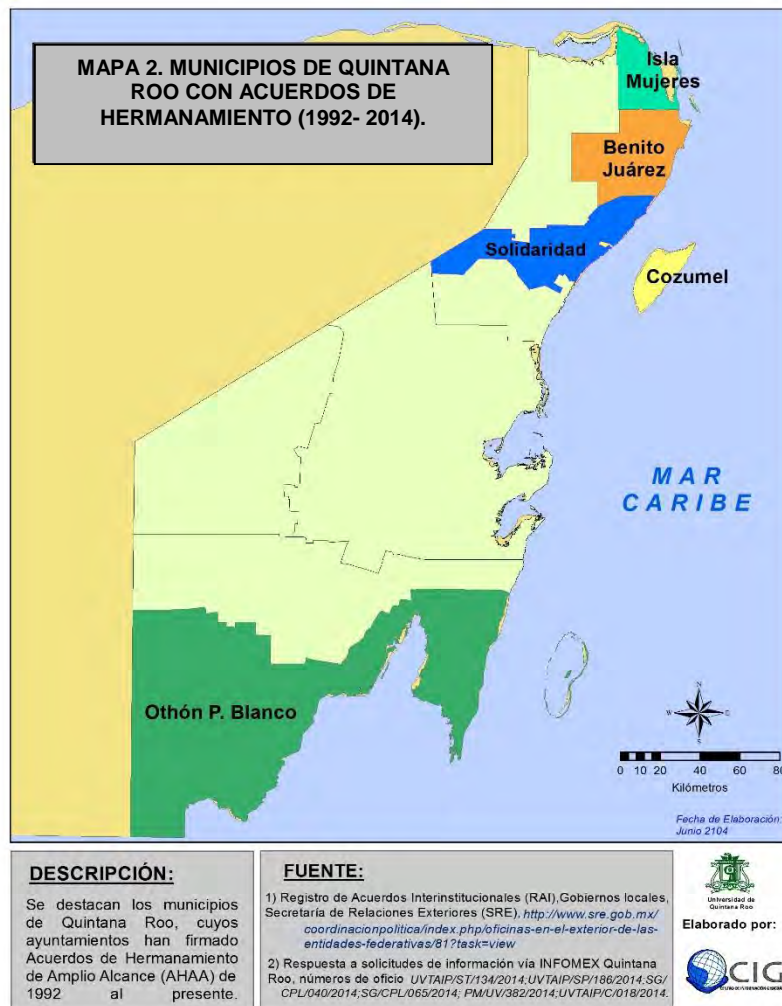 MAPA 2. MUNICIPIOS DE QUINTANA
ROO CON ACUERDOS DE
HERMANAMIENTO (1992- 2014).
Isla
Mujeres
Benito
Juárez
Solidaridad
Cozumel
MAR
CARIBE
Othón P. Blanco
N
W
E
S
0 10 20 40 60 80
Kilómetros
Fecha de Elaboración:
Junio 2104
DESCRIPCIÓN:
Se destacan los municipios
de Quintana Roo, cuyos
ayuntamientos han firmado
Acuerdos de Hermanamiento
de Amplio Alcance (AHAA) de
1992 al presente.
FUENTE:
1) Registro de Acuerdos Interinstitucionales (RAI),Gobiernos locales,
Secretaría de Relaciones Exteriores (SRE). http://www.sre.gob.mx/
coordinacionpolitica/index.php/oficinas-en-el-exterior-de-las-
entidades-federativas/81?task=view
2) Respuesta a solicitudes de información vía INFOMEX Quintana
Roo, números de oficio UVTAIP/ST/134/2014;UVTAIP/SP/186/2014;SG/
CPL/040/2014;SG/CPL/065/2014; PM/UV/382/2014;UVTAIP/C/018/2014.
Universidad de
Quintana Roo
Elaborado por:
CIG